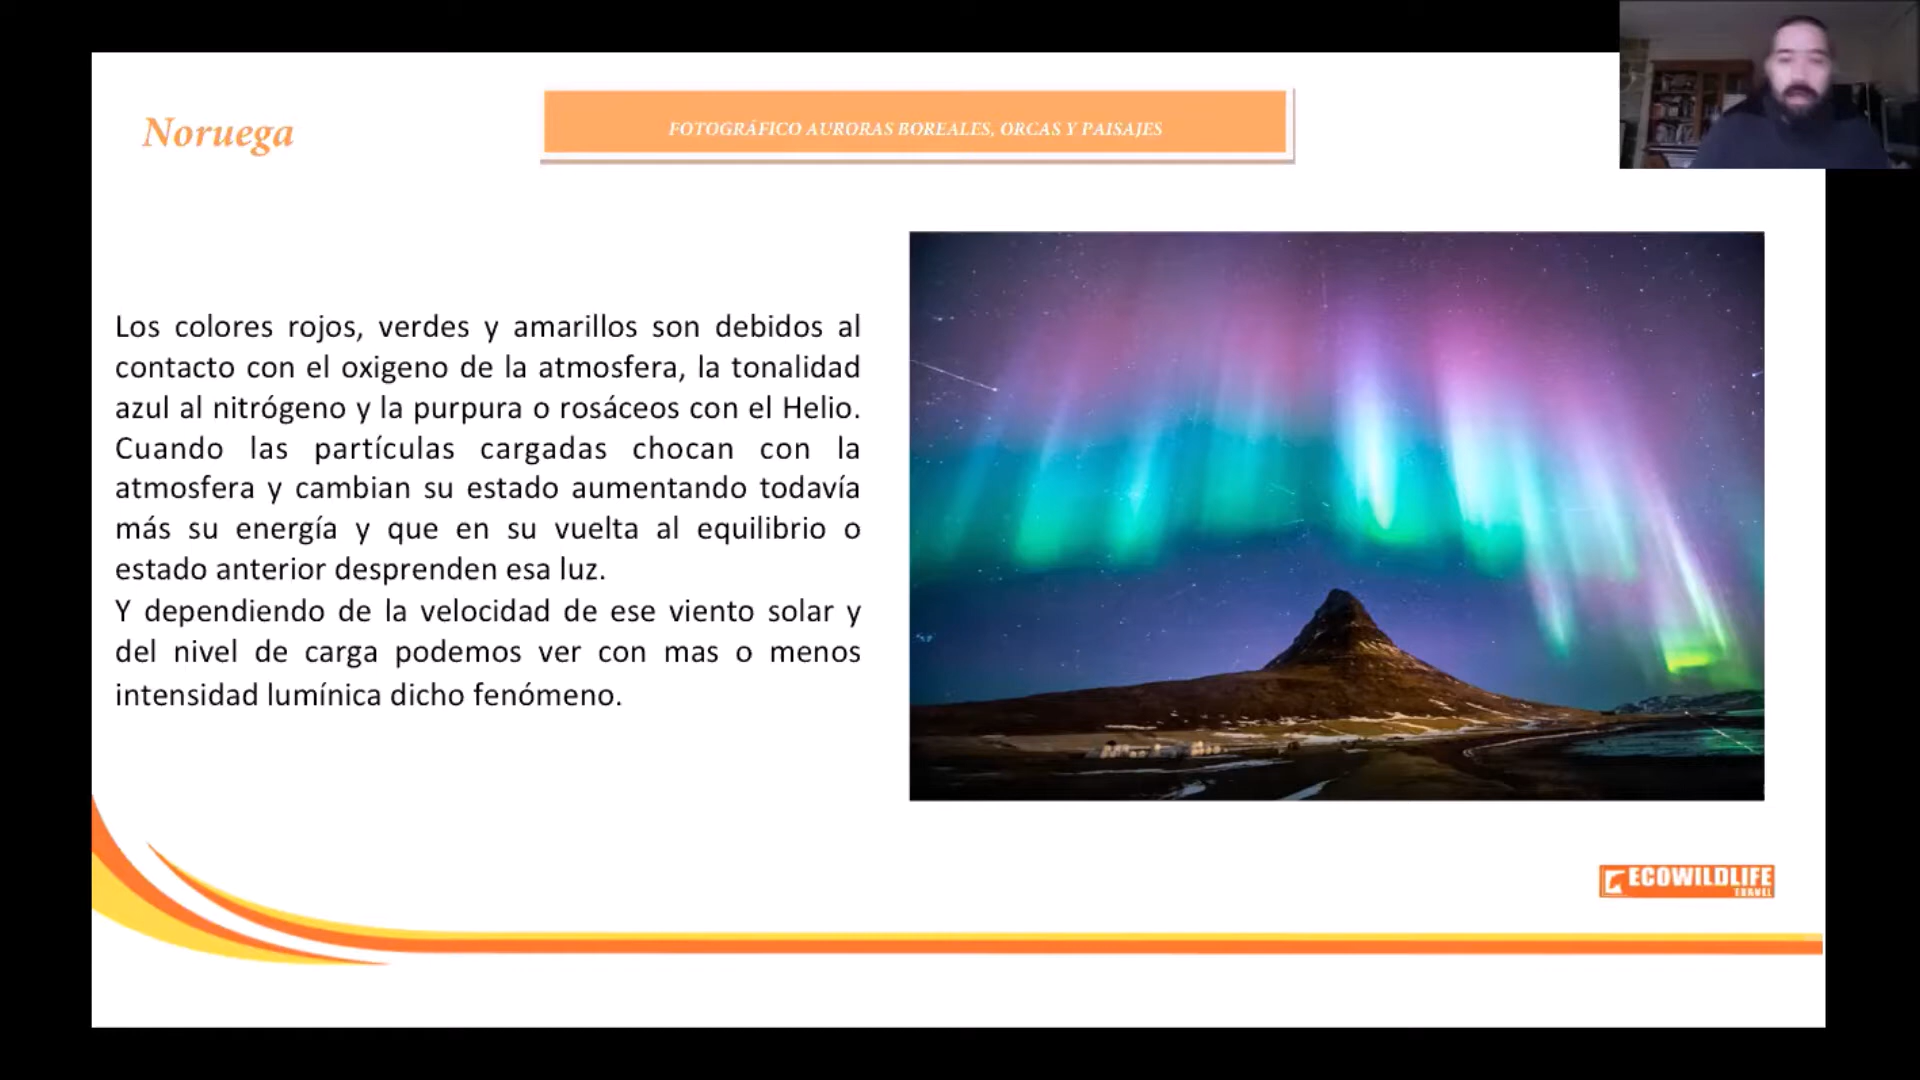 Noruega
FOTOGRÁFICO AURORAS BOREALES, ORCAS Y PAISAJES
Los colores rojos, verdes y amarillos son debidos al
contacto con el oxigeno de la atmosfera, la tonalidad
azul al nitrógeno y la purpura o rosáceos con el Helio.
Cuando las partículas cargadas chocan con la
atmosfera y cambian su estado aumentando todavía
más su energía y que en su vuelta al equilibrio o
estado anterior desprenden esa luz.
Y dependiendo de la velocidad de ese viento solar y
del nivel de carga podemos ver con mas o menos
intensidad lumínica dicho fenómeno.
ECOWILDLIFE
TRAVEL